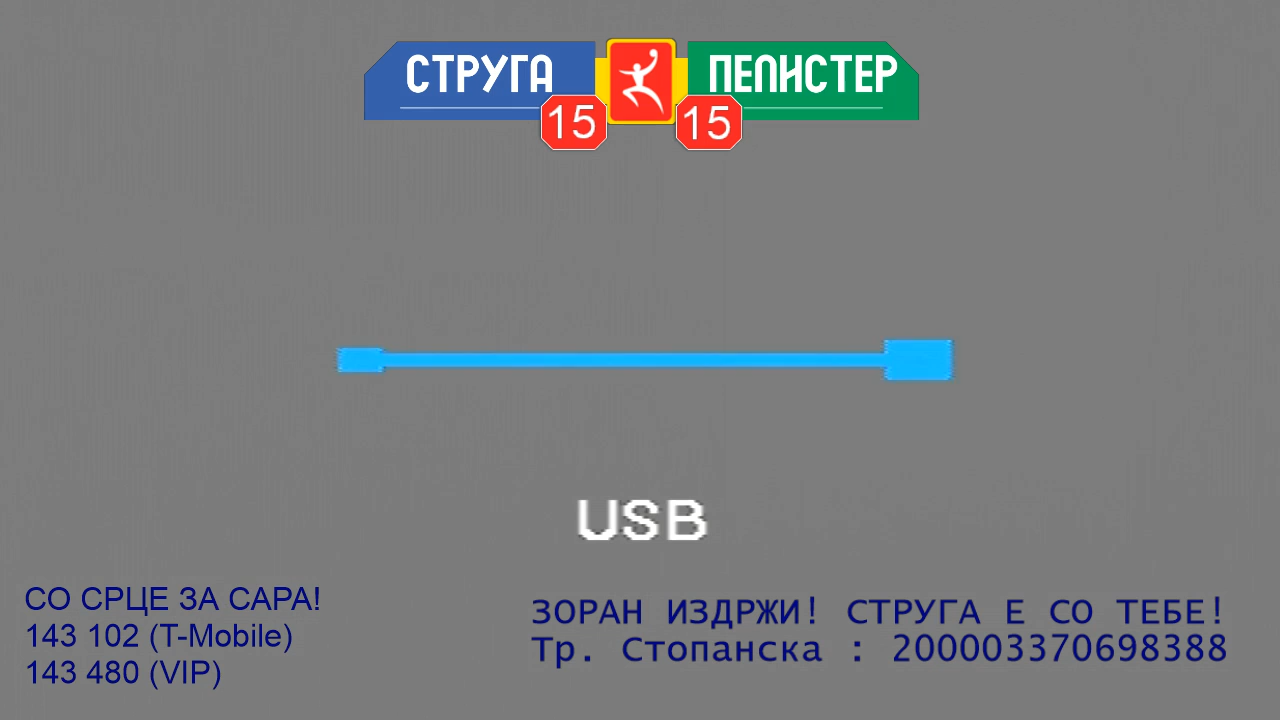 СТРУГА ПЕЛИСТЕР
15 15
USB
СО СРЦЕ ЗА САРА!
143 102 (T-Mobile)
143 480 (VIP)
ЗОРАН ИЗДРЖИ! СТРУГА Е СО ТЕБЕ!
Тр. Стопанска : 200003370698388